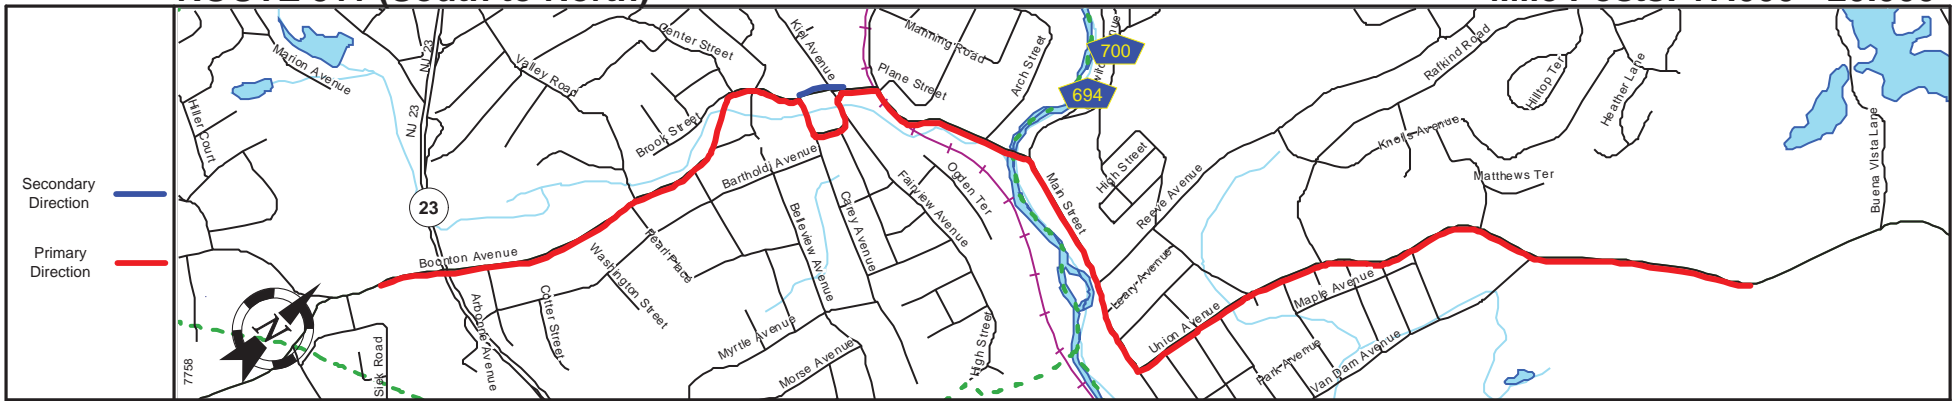 Secondary
Direction
Primary
Direction
Marion Avenue
Hiller Court
NJ 23
NJ 23
23
Valley Road
Center Street
Kiel Avenue
Manning Road
Plane Street
Arch Street
700
694
Brook Street
Bartholdi Avenue
Boonton Avenue
Pearl Place
Washington Street
Cotter Street
Arbonne Avenue
Belleview Avenue
Carey Avenue
Fairview Avenue
Ogden Ter
Main Street
High Street
Reeve Avenue
Leary Avenue
Union Avenue
Maple Avenue
Park Avenue
Van Dam Avenue
Myrtle Avenue
Morse Avenue
High Street
Rafkind Road
Hilltop Ter
Heather Lane
Knolls Avenue
Matthews Ter
Buena Vista Lane
7758
N